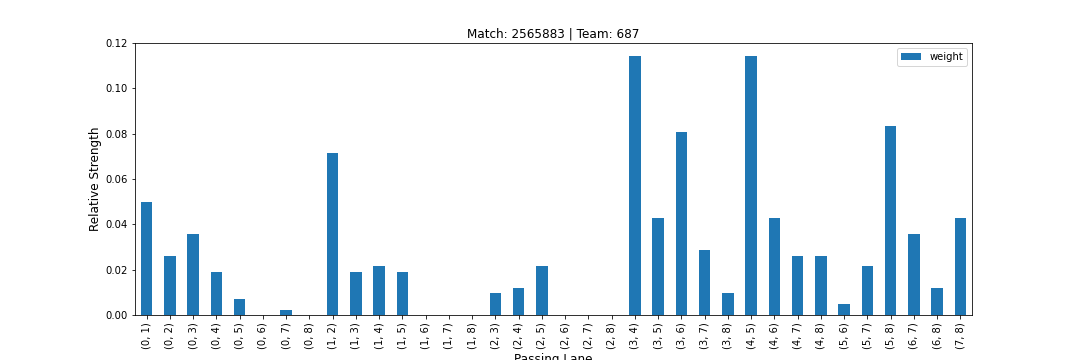 Match: 2565883 | Team: 687
0.12
0.10
0.08
0.06
0.04
0.02
0.00
Relative Strength
weight
(0, 1) (0, 2) (0, 3) (0, 4) (0, 5) (0, 6) (0, 7) (0, 8) (1, 2) (1, 3) (1, 4) (1, 5) (1, 6) (1, 7) (1, 8) (2, 3) (2, 4) (2, 5) (2, 6) (2, 7) (2, 8) (3, 4) (3, 5) (3, 6) (3, 7) (3, 8) (4, 5) (4, 6) (4, 7) (4, 8) (5, 6) (5, 7) (5, 8) (6, 7) (6, 8) (7, 8)
Passing Lane